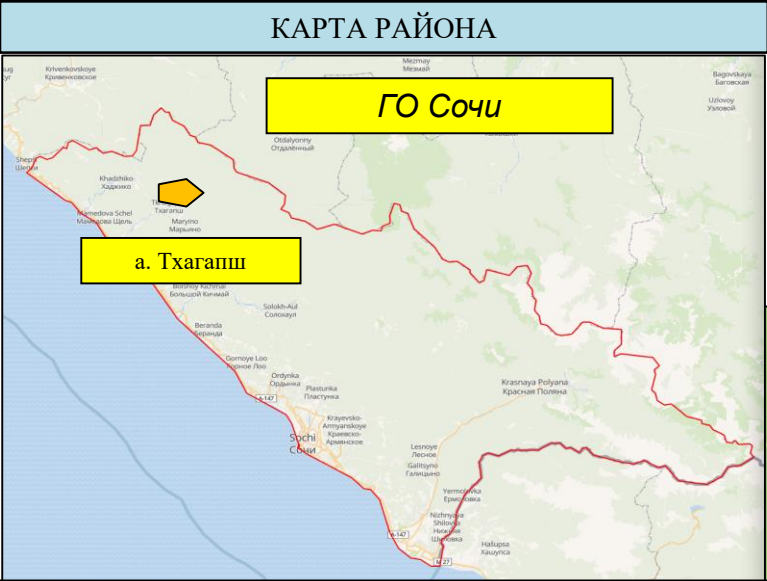 КАРТА РАЙОНА
Mezmay
Мезмай
Krivenkovskoye
Кривенковское
Bagovskaya
Баговская
ГО Сочи
Uzlovoy
Узловой
Otdalyonny
Отдалённый
Shepsi
Шепси
Khadzhiko
Хаджико
Тхагапш
Mamedova Schel
Мамедова Щель
Maryino
Марьино
а. Тхагапш
Bolshoy Kichmai
Большой Кичмай
Solokh-Aul
Солохаул
Beranda
Беранда
Gornoye Loo
Горное Лоо
Ordynka
Ордынка
Plastunka
Пластунка
Krasnaya Polyana
Красная Поляна
A-147
Krayevsko-
Armyanskoye
Краевско-
Армянское
Sochi
Сочи
Lesnoye
Лесное
Galitsyno
Галицыно
Yermolovka
Ермоловка
Nizhnyaya
Shilovka
Нижняя
Шиловка
A-147
Hašupsa
Хашупса
M-27